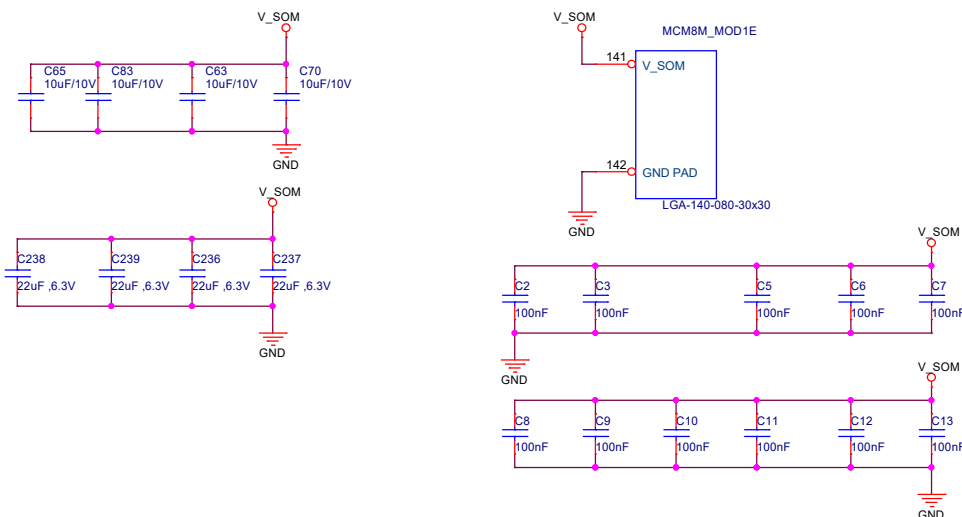 V_SOM
C65 C83 C63 C70
10uF/10V 10uF/10V 10uF/10V 10uF/10V
GND
V_SOM
C238 C239 C236 C237
22uF ,6.3V 22uF ,6.3V 22uF ,6.3V 22uF ,6.3V
GND
V_SOM
MCM8M_MOD1E
141 V_SOM
142 GND PAD
LGA-140-080-30x30
GND
V_SOM
C2 C3 C5 C6 C7
100nF 100nF 100nF 100nF 100nF
GND
V_SOM
C8 C9 C10 C11 C12 C13
100nF 100nF 100nF 100nF 100nF 100nF
GND